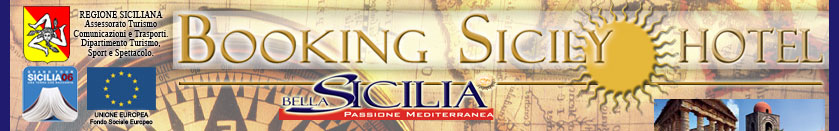 REGIONE SICILIANA
Assessorato Turismo
Comunicazioni e Trasporti.
Dipartimento Turismo,
Sport e Spettacolo.
BOOKING SICILY HOTEL
SICILIA
UNIONE EUROPEA
Fondo Sociale Europeo
BELLA SICILIA
PASSIONE MEDITERRANEA